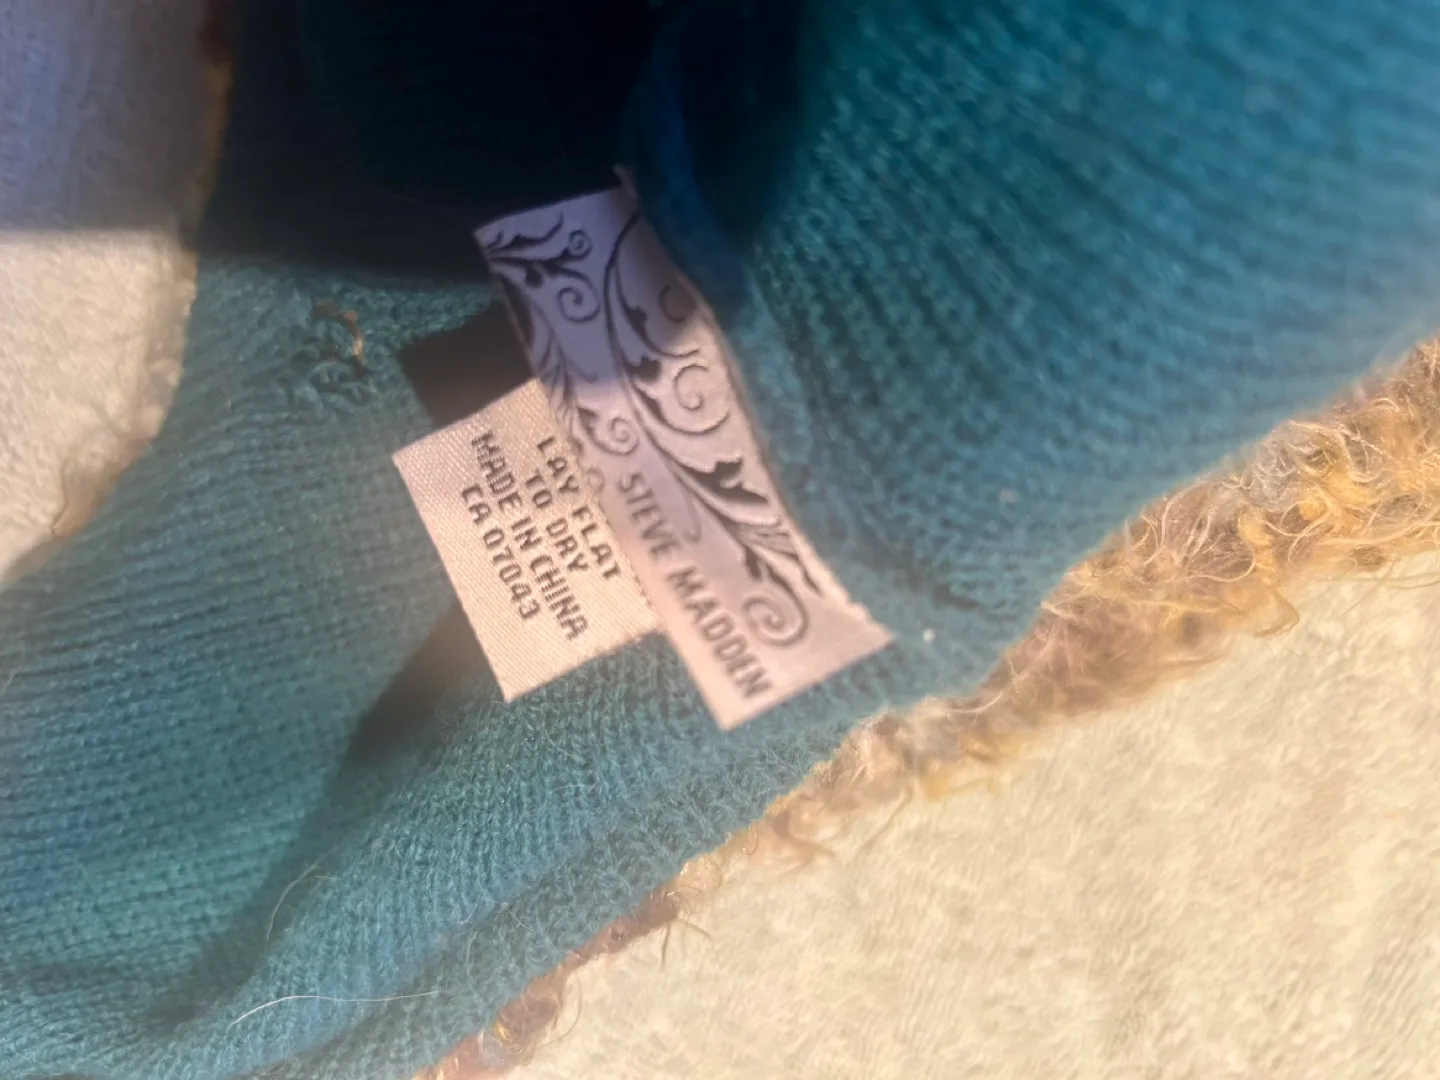 LAY FLAT
TO DRY
MADE IN CHINA
CA 07043
STEVE MADDEN